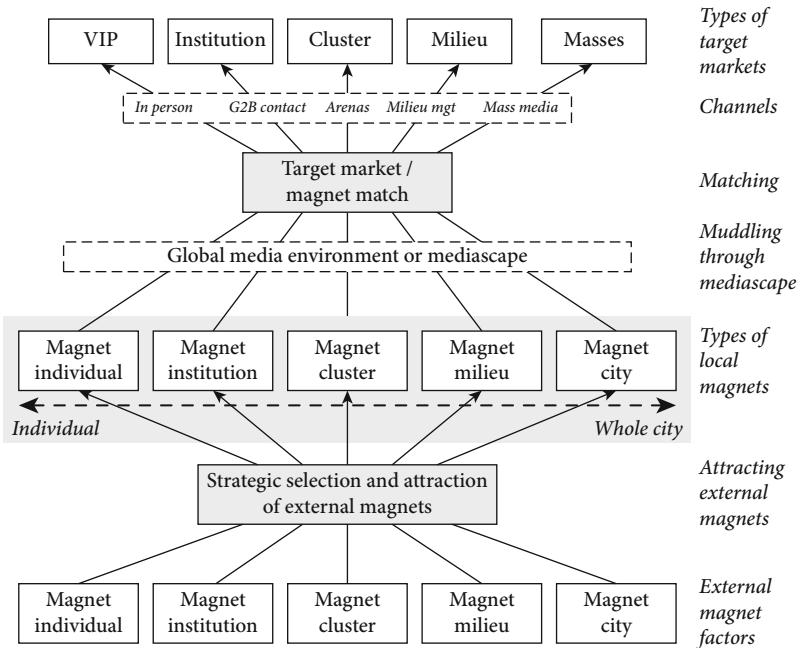 VIP
Institution
Cluster
Milieu
Masses
Types of
target
markets
In person
G2B contact
Arenas
Milieu mgt
Mass media
Channels
Target market /
magnet match
Matching
Global media environment or mediascape
Muddling
through
mediascape
Magnet
individual
Magnet
institution
Magnet
cluster
Magnet
milieu
Magnet
city
Types of
local
magnets
Individual
Whole city
Strategic selection and attraction
of external magnets
Attracting
external
magnets
Magnet
individual
Magnet
institution
Magnet
cluster
Magnet
milieu
Magnet
city
External
magnet
factors